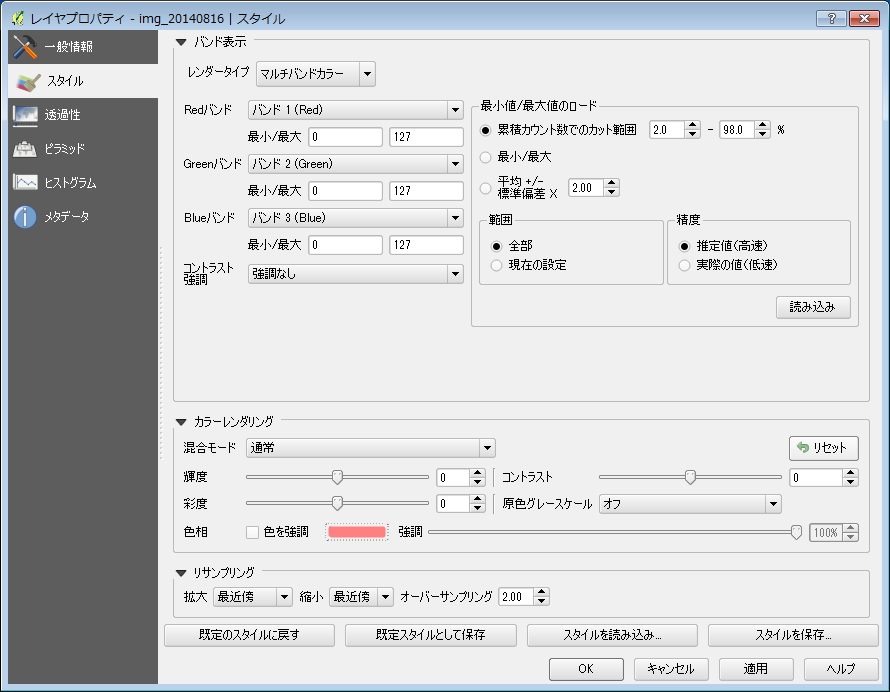 レイヤプロパティ - img_20140816 | スタイル
一般情報
スタイル
透過性
ピラミッド
ヒストグラム
メタデータ
バンド表示
レンダータイプ マルチバンドカラー
Redバンド バンド 1 (Red)
最小/最大 0 127
Greenバンド バンド 2 (Green)
最小/最大 0 127
Blueバンド バンド 3 (Blue)
最小/最大 0 127
コントラスト
強調
強調なし
最小値/最大値のロード
累積カウント数でのカット範囲 2.0 - 98.0 %
最小/最大
平均 +/-
標準偏差 X 2.00
範囲
全部
現在の設定
精度
推定値(高速)
実際の値(低速)
読み込み
カラーレンダリング
混合モード 通常 リセット
輝度 0 コントラスト 0
彩度 0 原色グレースケール オフ
色相 色を強調 強調 100%
リサンプリング
拡大 最近傍 縮小 最近傍 オーバーサンプリング 2.00
既定のスタイルに戻す 既定スタイルとして保存 スタイルを読み込み... スタイルを保存...
OK キャンセル 適用 ヘルプ